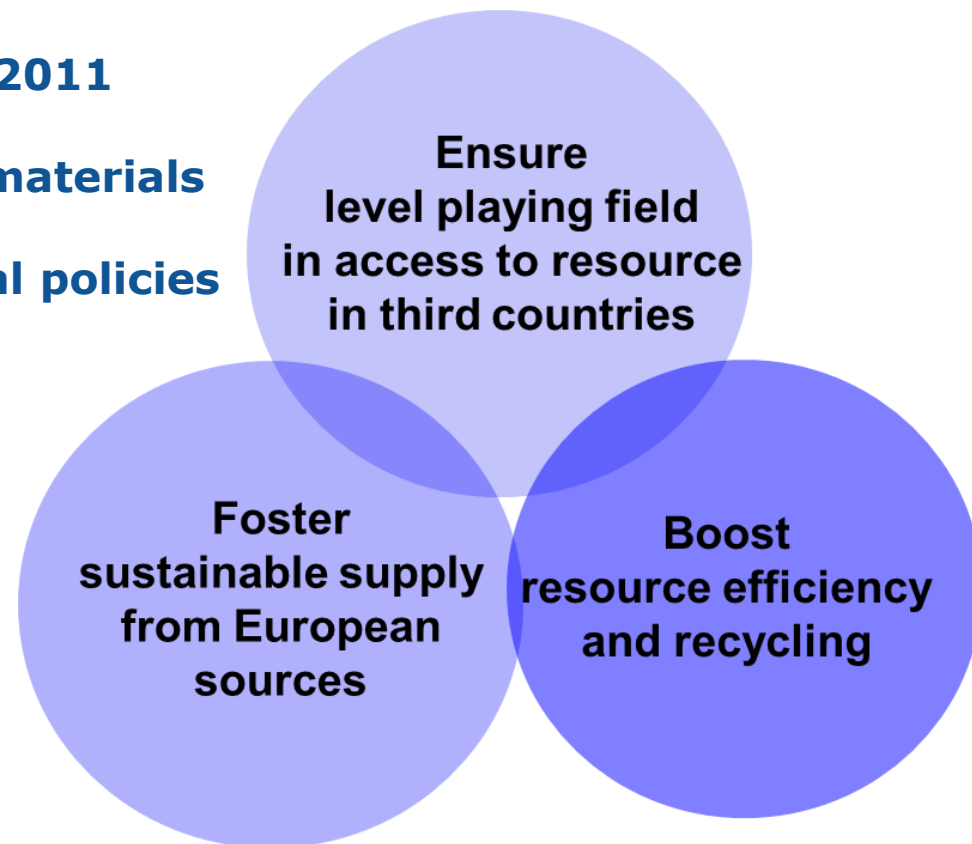 2011
materials
l policies
Ensure
level playing field
in access to resource
in third countries
Foster
sustainable supply
from European
sources
Boost
resource efficiency
and recycling